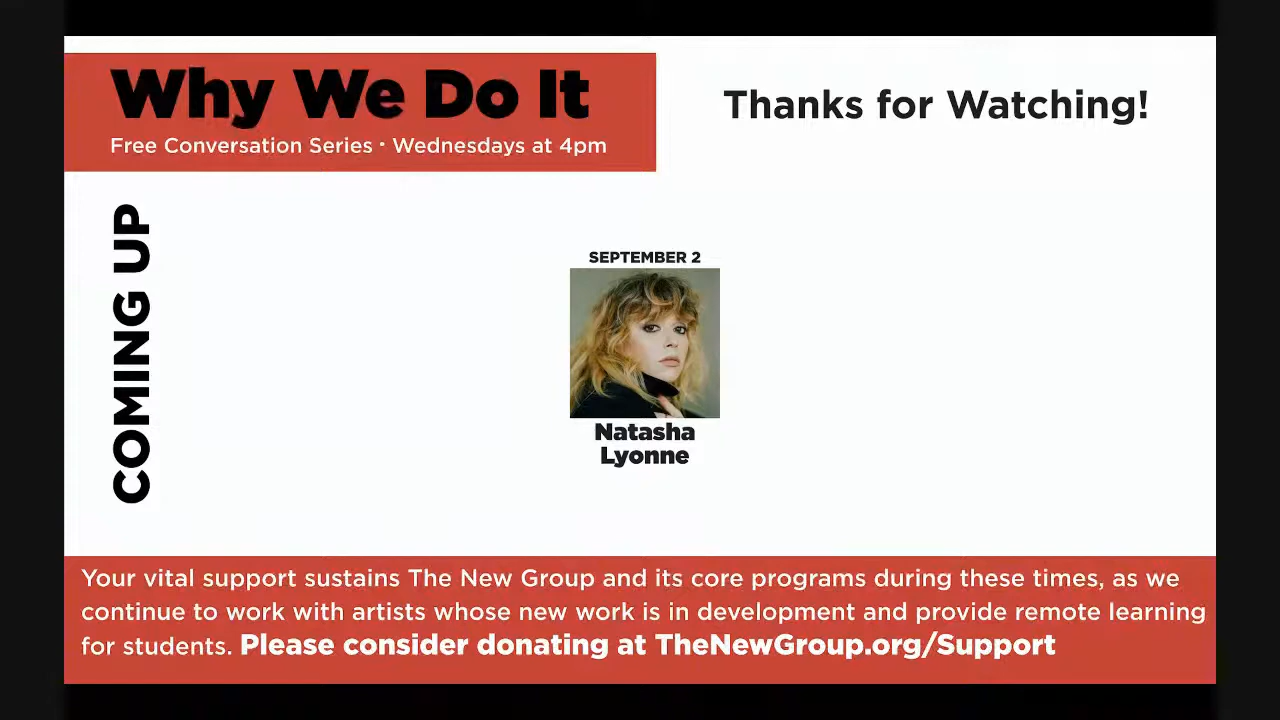 Why We Do It
Free Conversation Series · Wednesdays at 4pm
Thanks for Watching!
COMING UP
SEPTEMBER 2
Natasha
Lyonne
Your vital support sustains The New Group and its core programs during these times, as we
continue to work with artists whose new work is in development and provide remote learning
for students. Please consider donating at TheNewGroup.org/Support